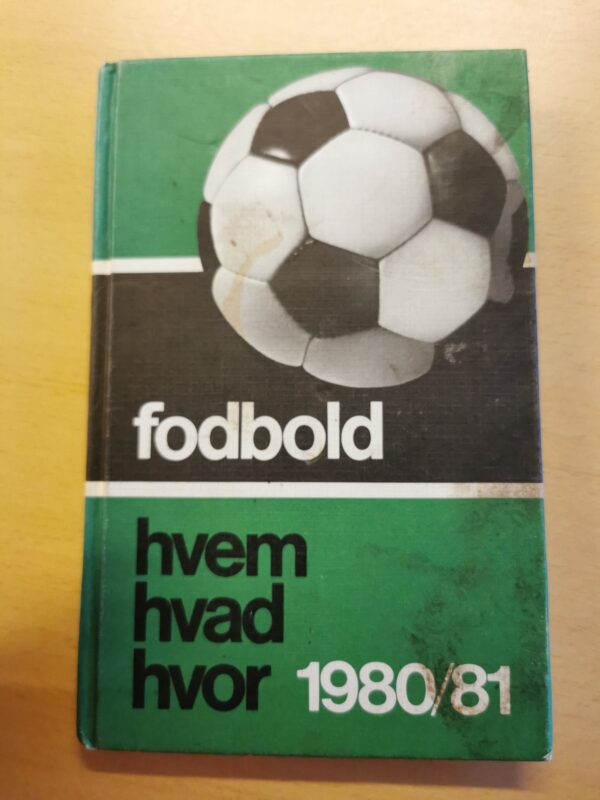 fodbold
hvem
hvad
hvor 1980/81